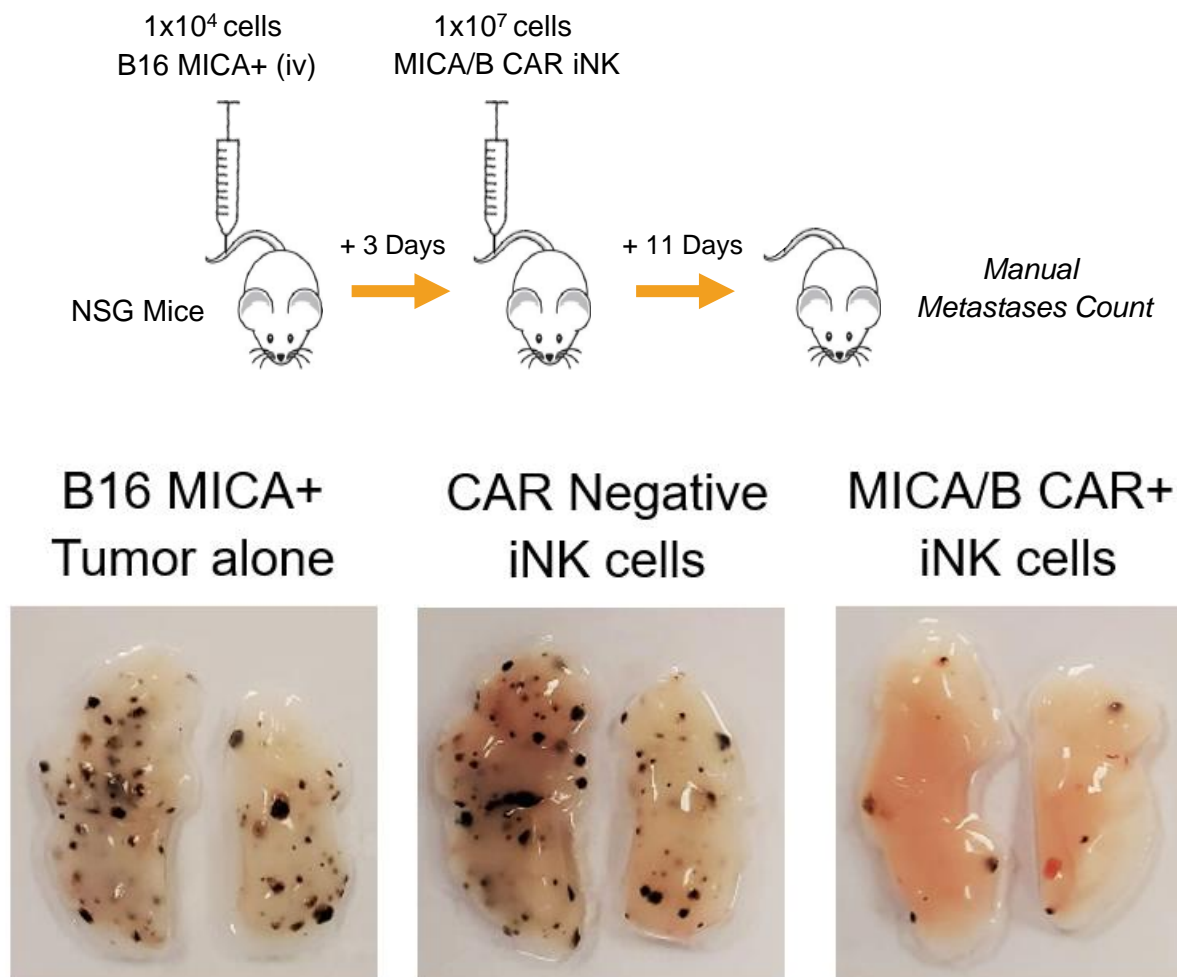 1x10⁴ cells
B16 MICA+ (iv)
1x10⁷ cells
MICA/B CAR iNK
+ 3 Days
+ 11 Days
NSG Mice
Manual
Metastases Count
B16 MICA+
Tumor alone
CAR Negative
iNK cells
MICA/B CAR+
iNK cells